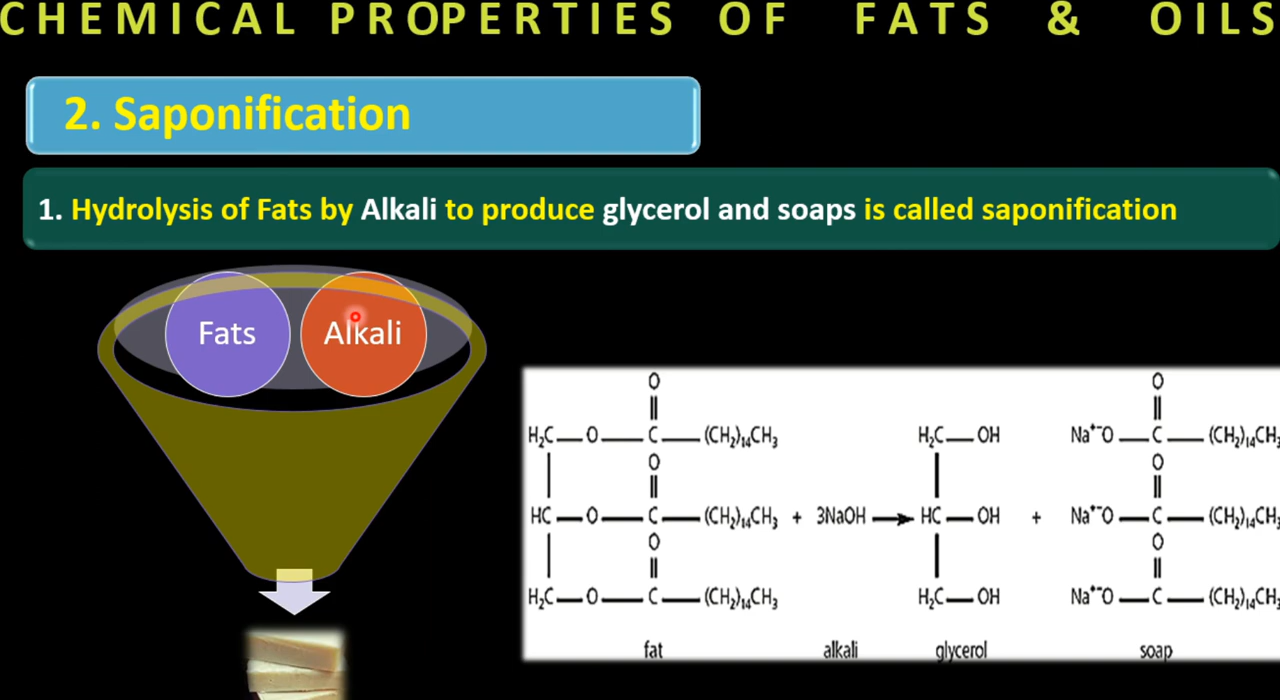 CHEMICAL PROPERTIES OF FATS & OILS
2. Saponification
1. Hydrolysis of Fats by Alkali to produce glycerol and soaps is called saponification
Fats
Alkali
O O
H₂C—O—C—(CH₂)₁₄CH₃ H₂C—OH Na⁺⁻O—C—(CH₂)₁₄CH₃
O O
HC—O—C—(CH₂)₁₄CH₃ + 3NaOH → HC—OH + Na⁺⁻O—C—(CH₂)₁₄CH₃
O O
H₂C—O—C—(CH₂)₁₄CH₃ H₂C—OH Na⁺⁻O—C—(CH₂)₁₄CH₃
fat alkali glycerol soap